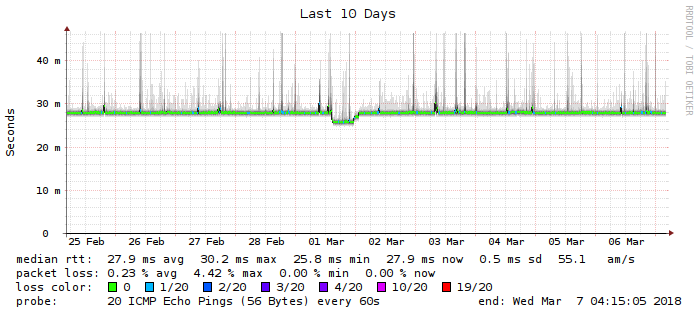 Last 10 Days
RRDTOOL / TOBI OETIKER
Seconds
40 m
30 m
20 m
10 m
0
25 Feb 26 Feb 27 Feb 28 Feb 01 Mar 02 Mar 03 Mar 04 Mar 05 Mar 06 Mar
median rtt: 27.9 ms avg 30.2 ms max 25.8 ms min 27.9 ms now 0.5 ms sd 55.1 am/s
packet loss: 0.23 % avg 4.42 % max 0.00 % min 0.00 % now
loss color: 0 1/20 2/20 3/20 4/20 10/20 19/20
probe: 20 ICMP Echo Pings (56 Bytes) every 60s end: Wed Mar 7 04:15:05 2018